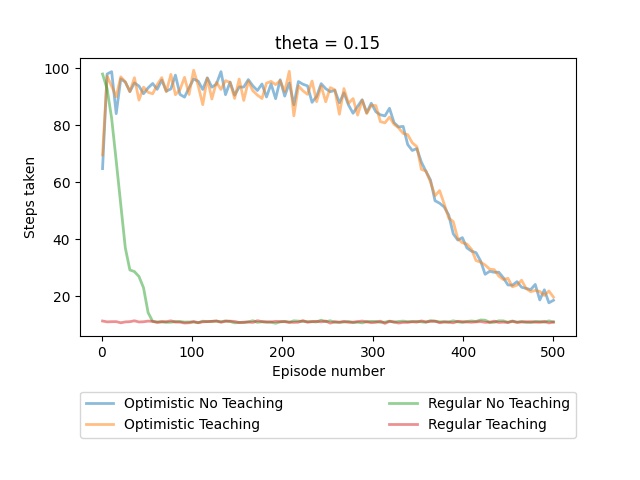 theta = 0.15
100
80
60
40
20
Steps taken
0 100 200 300 400 500
Episode number
Optimistic No Teaching
Optimistic Teaching
Regular No Teaching
Regular Teaching